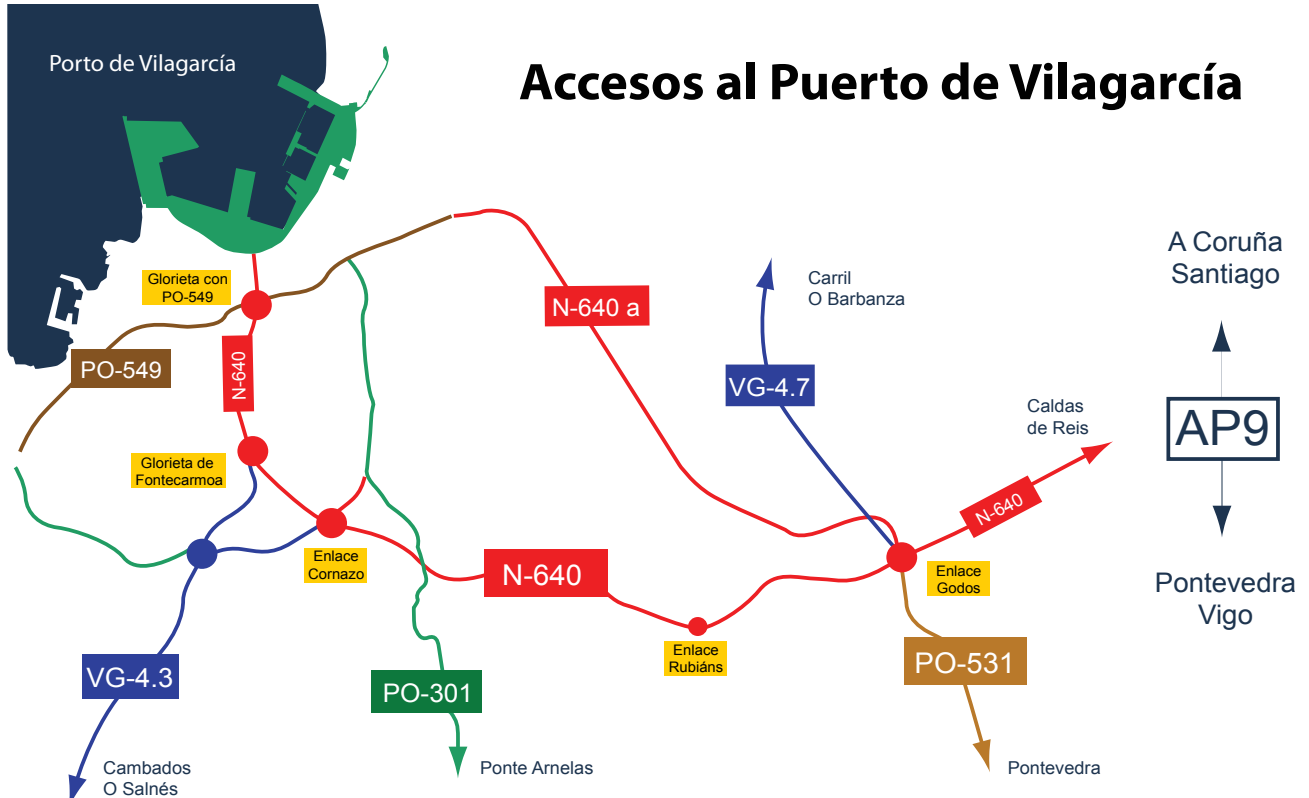 Porto de Vilagarcía
Accesos al Puerto de Vilagarcía
A Coruña
Santiago
Glorieta con
PO-549
Carril
O Barbanza
N-640 a
PO-549
N-640
VG-4.7
Caldas
de Reis
AP9
Glorieta de
Fontecarmoa
N-640
Enlace
Cornazo
N-640
Enlace
Godos
Pontevedra
Vigo
Enlace
Rubiáns
VG-4.3
PO-301
PO-531
Cambados
O Salnés
Ponte Arnelas
Pontevedra